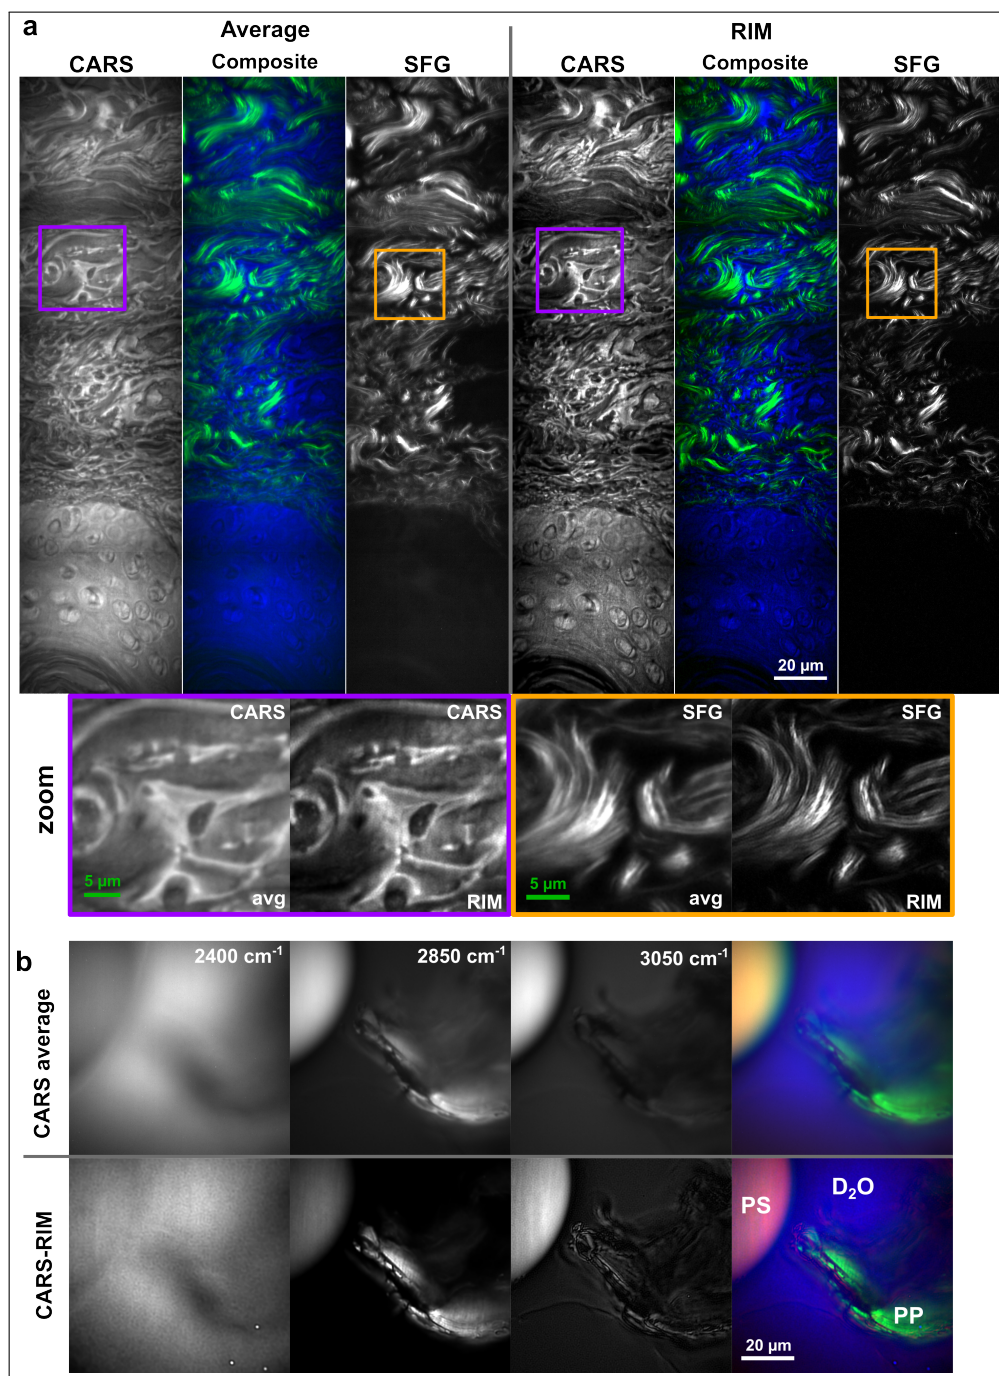 a
Average
RIM
CARS
Composite
SFG
CARS
Composite
SFG
20 µm
zoom
CARS
CARS
SFG
SFG
5 µm
avg
RIM
5 µm
avg
RIM
b
CARS average
2400 cm⁻¹
2850 cm⁻¹
3050 cm⁻¹
CARS-RIM
PS
D₂O
PP
20 µm